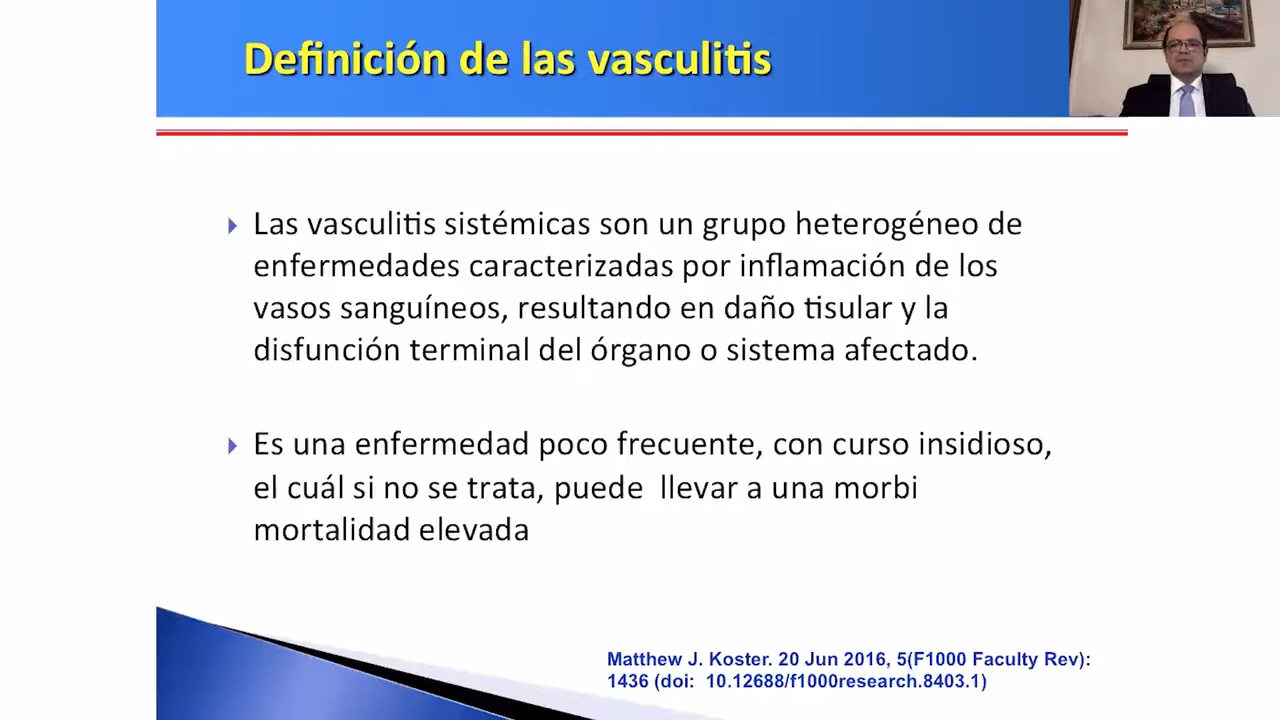 Definición de las vasculitis
Las vasculitis sistémicas son un grupo heterogéneo de
enfermedades caracterizadas por inflamación de los
vasos sanguíneos, resultando en daño tisular y la
disfunción terminal del órgano o sistema afectado.
Es una enfermedad poco frecuente, con curso insidioso,
el cuál si no se trata, puede llevar a una morbi
mortalidad elevada
Matthew J. Koster. 20 Jun 2016, 5(F1000 Faculty Rev):
1436 (doi: 10.12688/f1000research.8403.1)